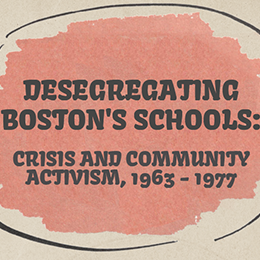 DESEGREGATING
BOSTON'S SCHOOLS:
CRISIS AND COMMUNITY
ACTIVISM, 1963 - 1977